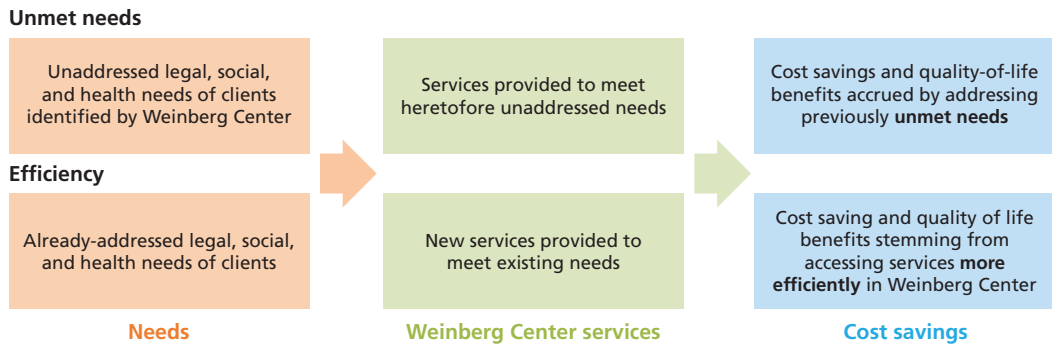 Unmet needs
Unaddressed legal, social,
and health needs of clients
identified by Weinberg Center
Services provided to meet
heretofore unaddressed needs
Cost savings and quality-of-life
benefits accrued by addressing
previously unmet needs
Efficiency
Already-addressed legal, social,
and health needs of clients
New services provided to
meet existing needs
Cost saving and quality of life
benefits stemming from
accessing services more
efficiently in Weinberg Center
Needs
Weinberg Center services
Cost savings